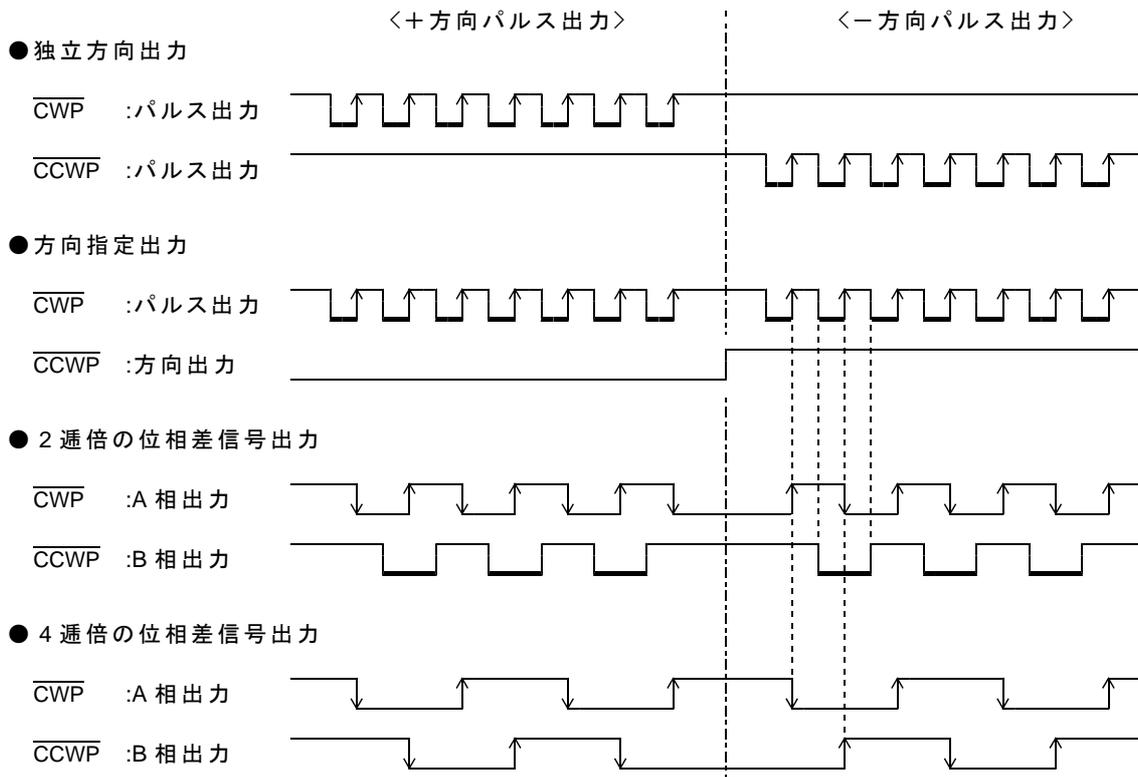 <+方向パルス出力> <-方向パルス出力>
●独立方向出力
CWP :パルス出力
CCWP :パルス出力
●方向指定出力
CWP :パルス出力
CCWP :方向出力
● 2逓倍の位相差信号出力
CWP :A 相出力
CCWP :B 相出力
● 4逓倍の位相差信号出力
CWP :A 相出力
CCWP :B 相出力